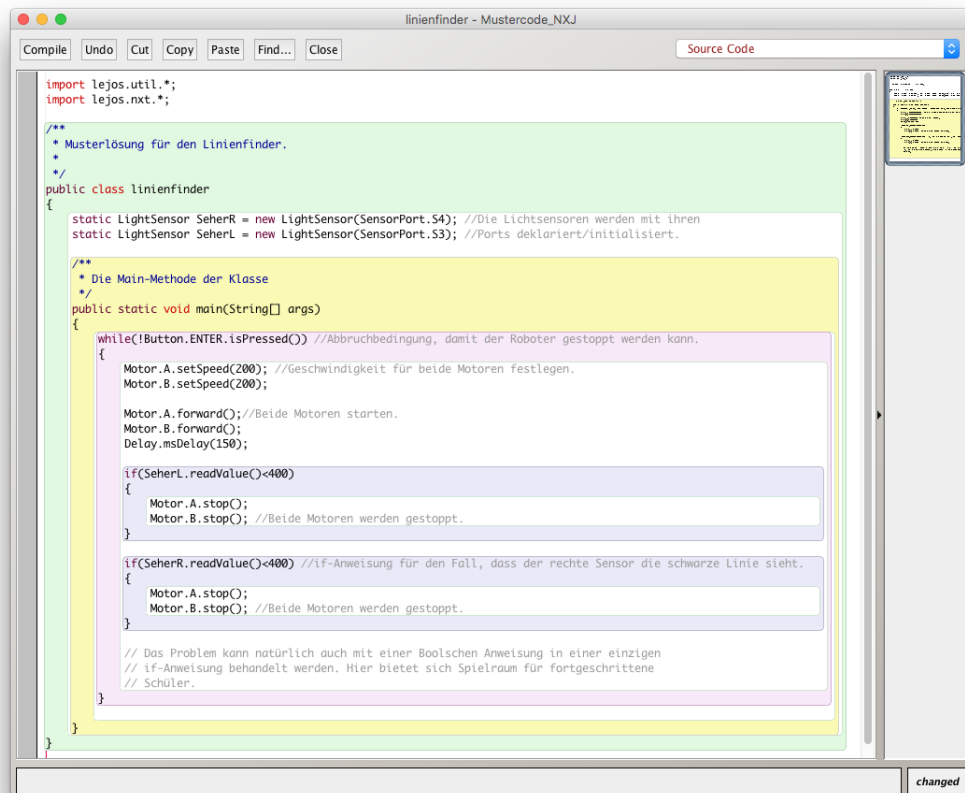 linienfinder - Mustercode_NXJ
Compile Undo Cut Copy Paste Find... Close Source Code
import lejos.util.*;
import lejos.nxt.*;
/**
* Musterlösung für den Linienfinder.
*
*/
public class linienfinder
{
static LightSensor SeherR = new LightSensor(SensorPort.S4); //Die Lichtsensoren werden mit ihren
static LightSensor SeherL = new LightSensor(SensorPort.S3); //Ports deklariert/initialisiert.
/**
* Die Main-Methode der Klasse
*/
public static void main(String[] args)
{
while(!Button.ENTER.isPressed()) //Abbruchbedingung, damit der Roboter gestoppt werden kann.
{
Motor.A.setSpeed(200); //Geschwindigkeit für beide Motoren festlegen.
Motor.B.setSpeed(200);
Motor.A.forward();//Beide Motoren starten.
Motor.B.forward();
Delay.msDelay(150);
if(SeherL.readValue()<400)
{
Motor.A.stop();
Motor.B.stop(); //Beide Motoren werden gestoppt.
}
if(SeherR.readValue()<400) //if-Anweisung für den Fall, dass der rechte Sensor die schwarze Linie sieht.
{
Motor.A.stop();
Motor.B.stop(); //Beide Motoren werden gestoppt.
}
// Das Problem kann natürlich auch mit einer Boolschen Anweisung in einer einzigen
// if-Anweisung behandelt werden. Hier bietet sich Spielraum für fortgeschrittene
// Schüler.
}
}
}
changed